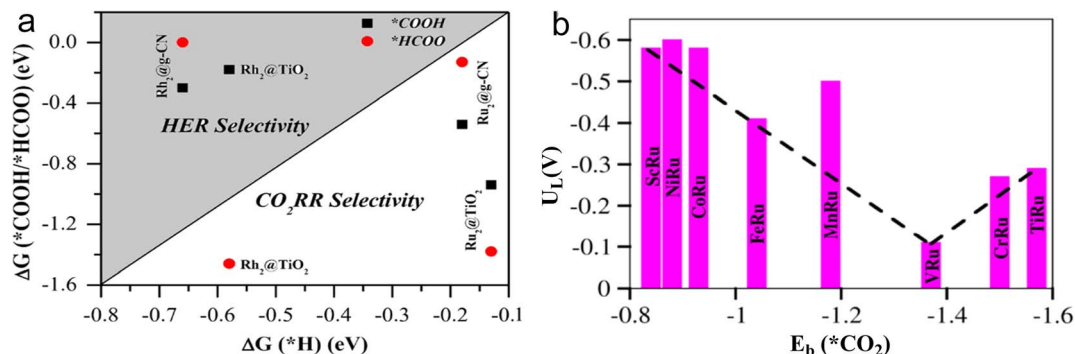 a
ΔG (*COOH/*HCOO) (eV)
0.0
-0.4
-0.8
-1.2
-1.6
*COOH
*HCOO
Rh₂@g-CN
Rh₂@TiO₂
HER Selectivity
Ru₂@g-CN
CO₂RR Selectivity
Ru₂@TiO₂
Rh₂@TiO₂
-0.8 -0.7 -0.6 -0.5 -0.4 -0.3 -0.2 -0.1
ΔG (*H) (eV)
b
U_L(V)
-0.6
-0.5
-0.4
-0.3
-0.2
-0.1
0
ScRu
NiRu
CoRu
FeRu
MnRu
VRu
CrRu
TiRu
-0.8 -1 -1.2 -1.4 -1.6
E_b (*CO₂)